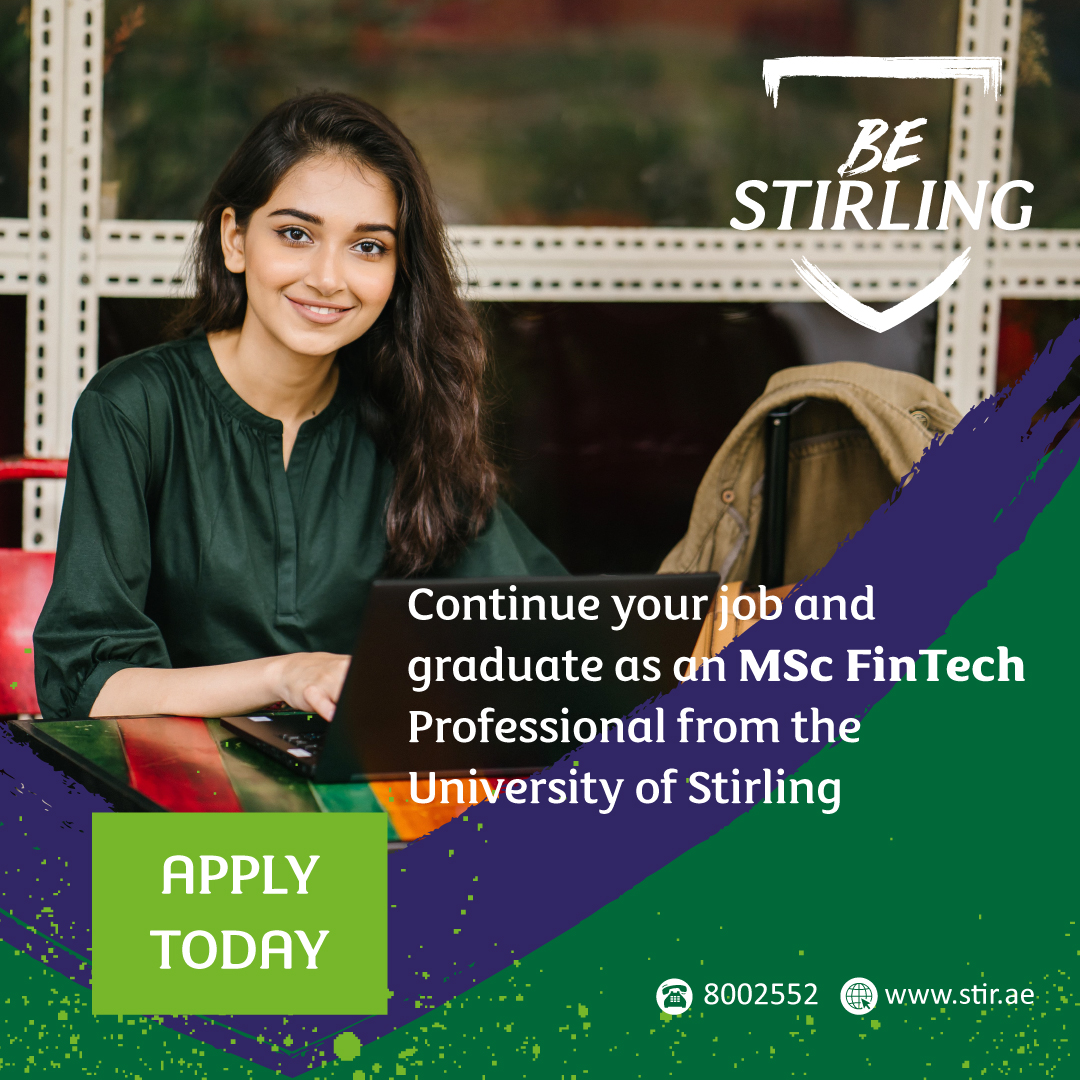 BE
STIRLING
Continue your job and
graduate as an MSc FinTech
Professional from the
University of Stirling
APPLY
TODAY
8002552 www.stir.ae